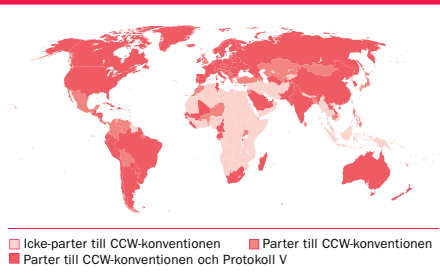 Icke-parter till CCW-konventionen
Parter till CCW-konventionen
Parter till CCW-konventionen och Protokoll V